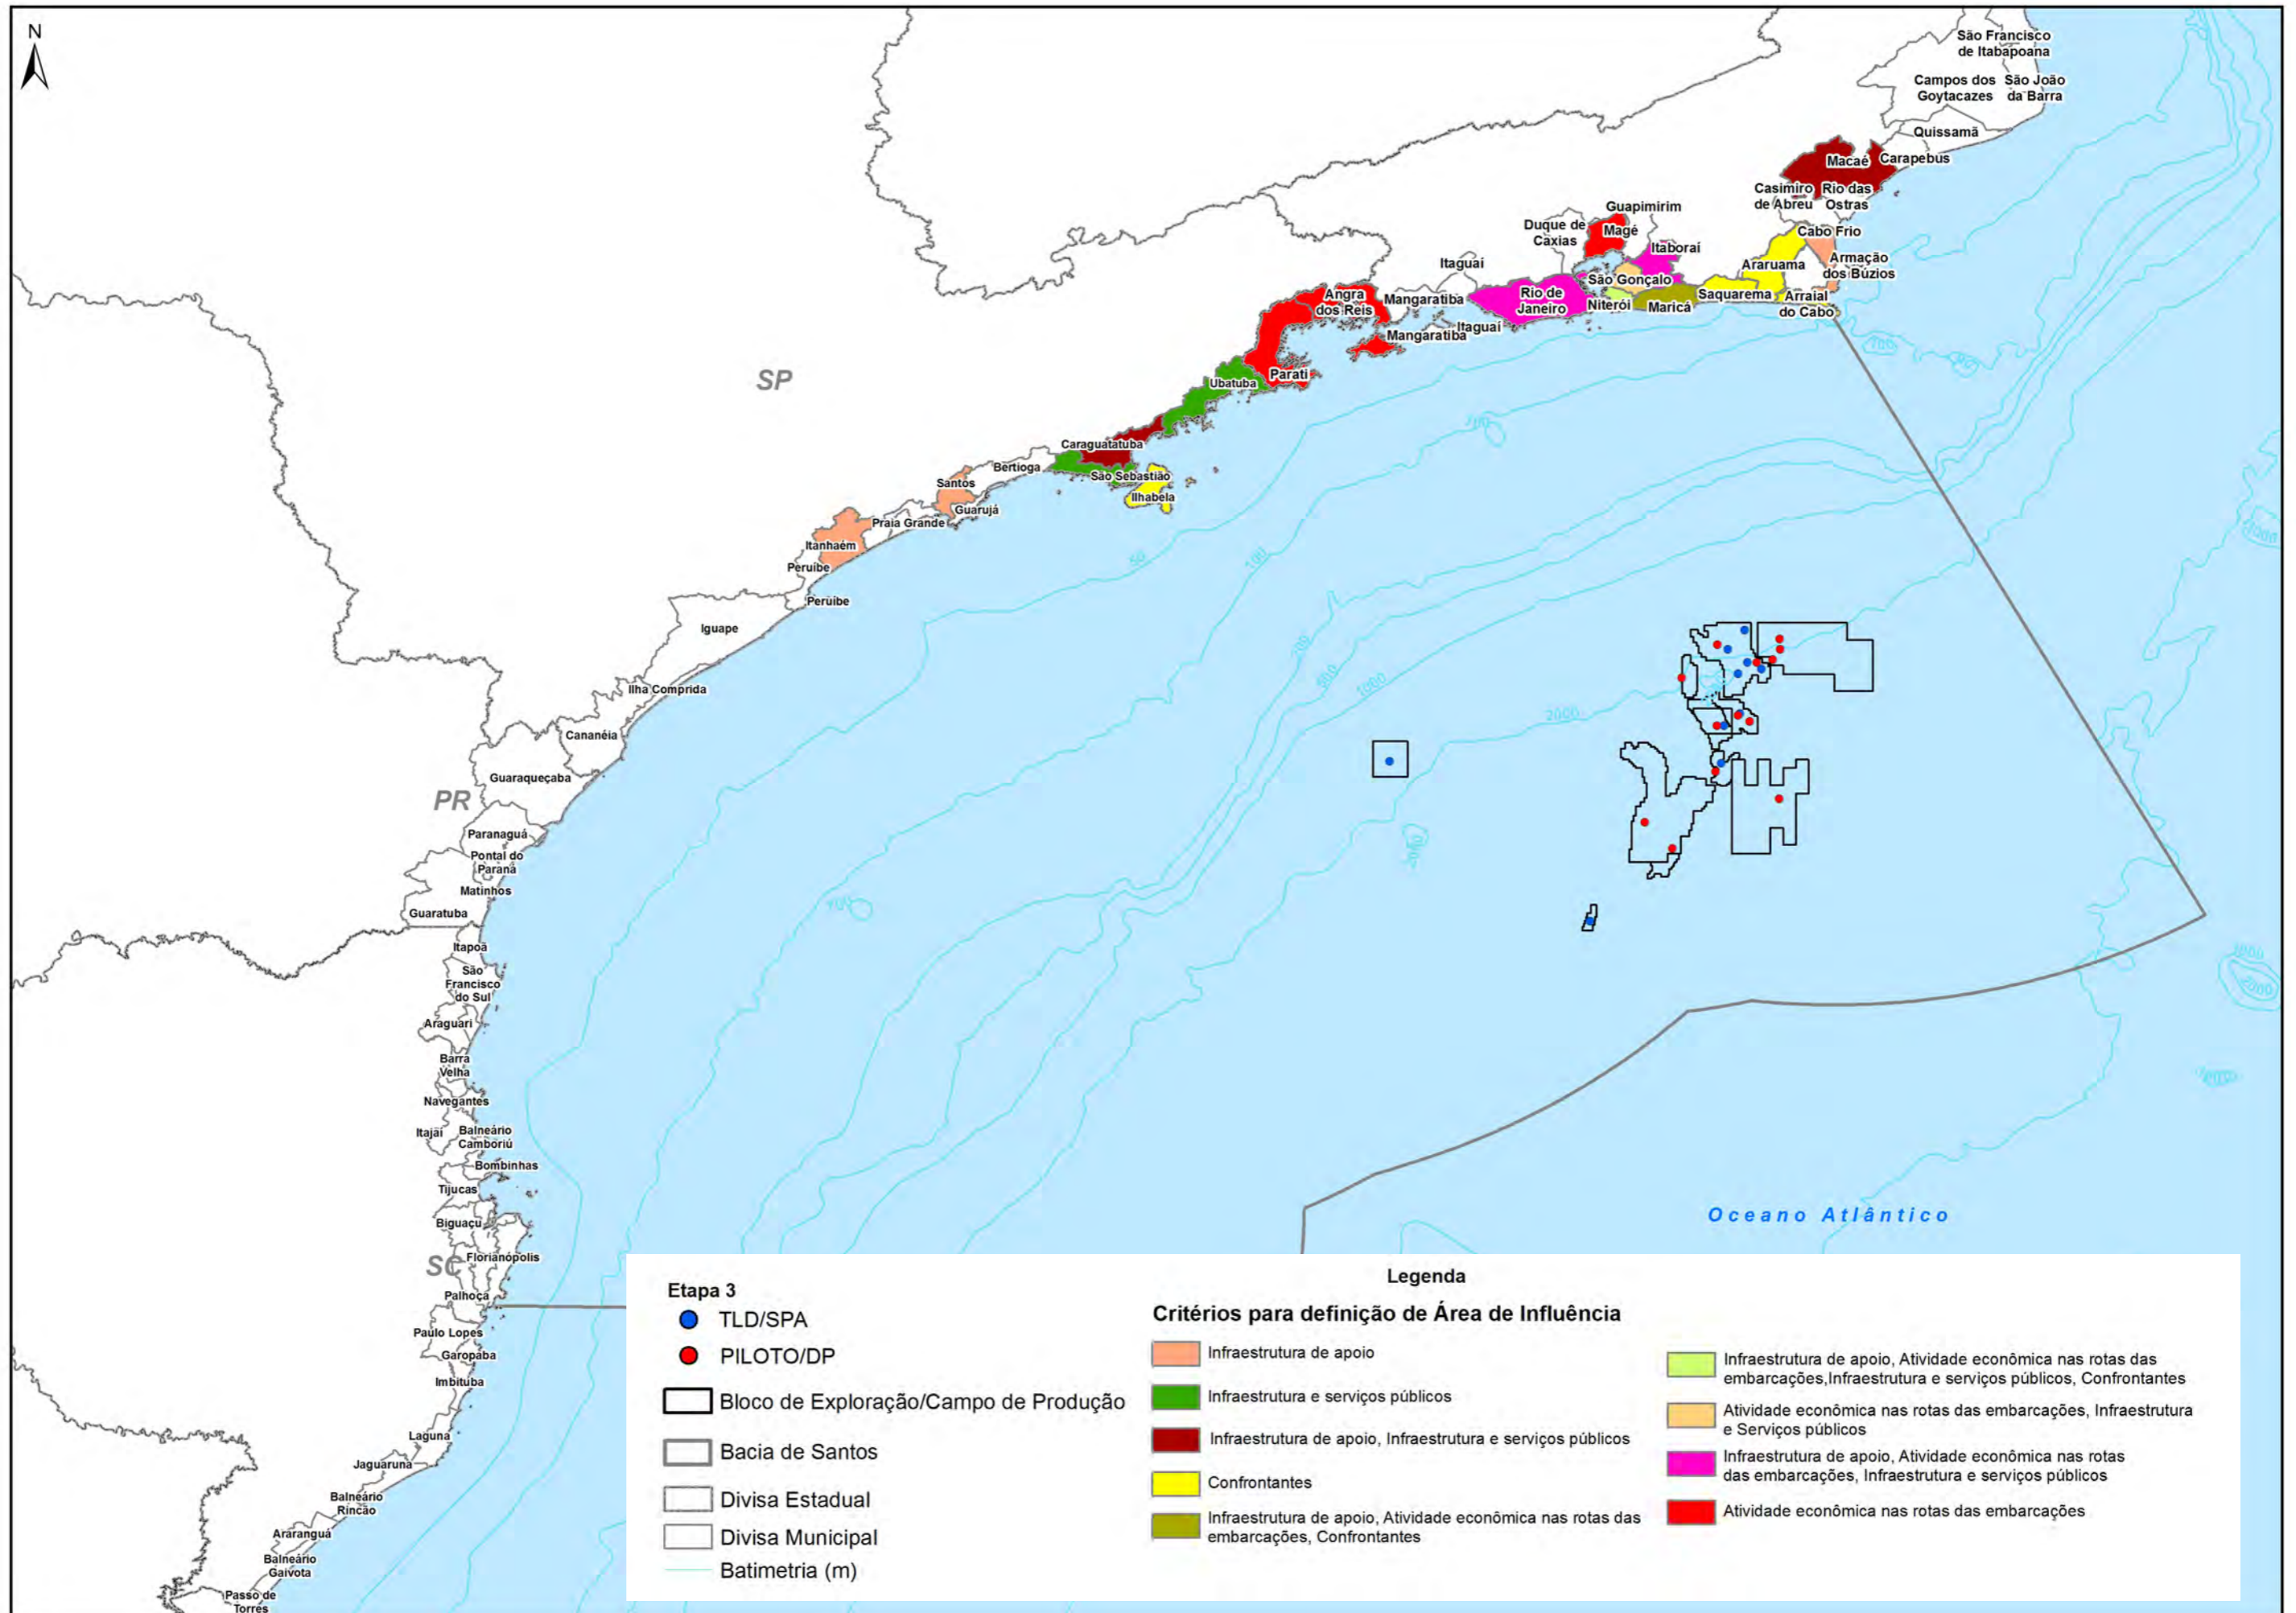 N
São Francisco
de Itabapoana
Campos dos
Goytacazes
São João
da Barra
Quissamã
Carapebus
Macaé
Casimiro
de Abreu
Rio das
Ostras
Cabo Frio
Armação
dos Búzios
Araruama
Arraial
do Cabo
Saquarema
Guapimirim
Duque de
Caxias
Magé
Itaboraí
São Gonçalo
Niterói
Maricá
Rio de
Janeiro
Itaguaí
Mangaratiba
Itaguaí
Mangaratiba
Angra
dos Reis
Parati
Ubatuba
SP
Caraguatatuba
São Sebastião
Ilhabela
Bertioga
Santos
Guarujá
Praia Grande
Itanhaém
Peruíbe
Peruíbe
Iguape
Ilha Comprida
Cananéia
Guaraqueçaba
PR
Paranaguá
Pontal do
Paraná
Matinhos
Guaratuba
Itapoã
São
Francisco
do Sul
Araguari
Barra
Velha
Navegantes
Itajaí
Balneário
Camboriú
Bombinhas
Tijucas
Biguaçu
Florianópolis
SC
Palhoça
Paulo Lopes
Garopaba
Imbituba
Laguna
Jaguaruna
Balneário
Rincão
Araranguá
Balneário
Gaivota
Passo de
Torres
50
100
200
500
1000
2000
Oceano Atlântico
Legenda
Etapa 3
TLD/SPA
PILOTO/DP
Bloco de Exploração/Campo de Produção
Bacia de Santos
Divisa Estadual
Divisa Municipal
Batimetria (m)
Critérios para definição de Área de Influência
Infraestrutura de apoio
Infraestrutura e serviços públicos
Infraestrutura de apoio, Infraestrutura e serviços públicos
Confrontantes
Infraestrutura de apoio, Atividade econômica nas rotas das
embarcações, Confrontantes
Infraestrutura de apoio, Atividade econômica nas rotas das
embarcações,Infraestrutura e serviços públicos, Confrontantes
Atividade econômica nas rotas das embarcações, Infraestrutura
e Serviços públicos
Infraestrutura de apoio, Atividade econômica nas rotas
das embarcações, Infraestrutura e serviços públicos
Atividade econômica nas rotas das embarcações